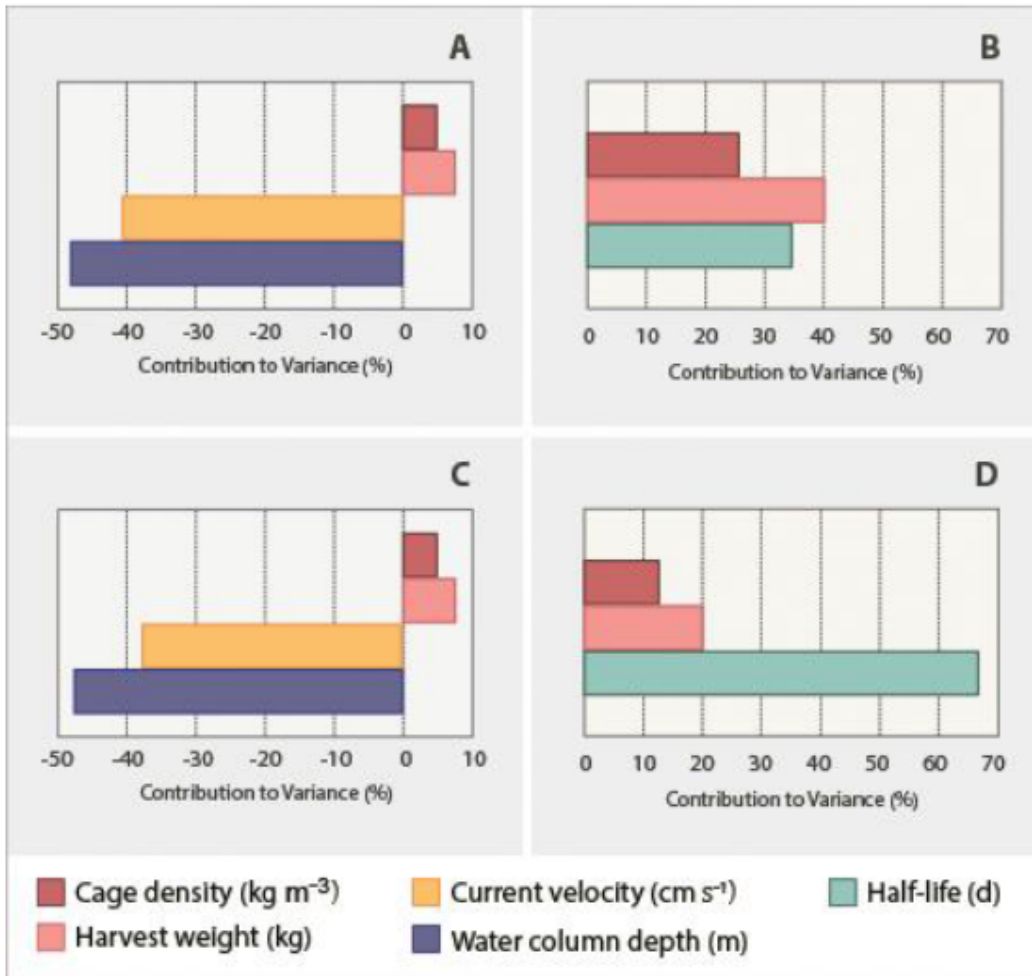 A
-50 -40 -30 -20 -10 0 10
Contribution to Variance (%)
B
0 10 20 30 40 50 60 70
Contribution to Variance (%)
C
-50 -40 -30 -20 -10 0 10
Contribution to Variance (%)
D
0 10 20 30 40 50 60 70
Contribution to Variance (%)
Cage density (kg m⁻³)
Current velocity (cm s⁻¹)
Half-life (d)
Harvest weight (kg)
Water column depth (m)